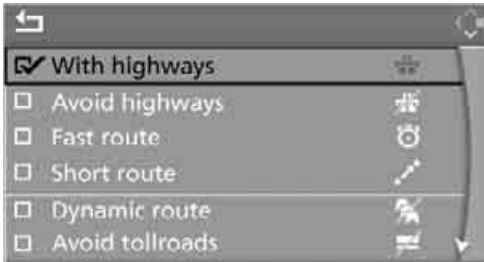 With highways
Avoid highways
Fast route
Short route
Dynamic route
Avoid tollroads